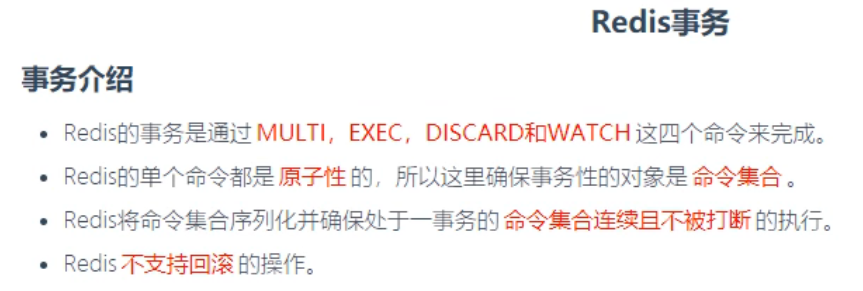 Redis事务
事务介绍
• Redis的事务是通过 MULTI，EXEC，DISCARD和WATCH 这四个命令来完成。
• Redis的单个命令都是 原子性 的，所以这里确保事务性的对象是 命令集合 。
• Redis将命令集合序列化并确保处于一事务的 命令集合连续且不被打断 的执行。
• Redis 不支持回滚 的操作。